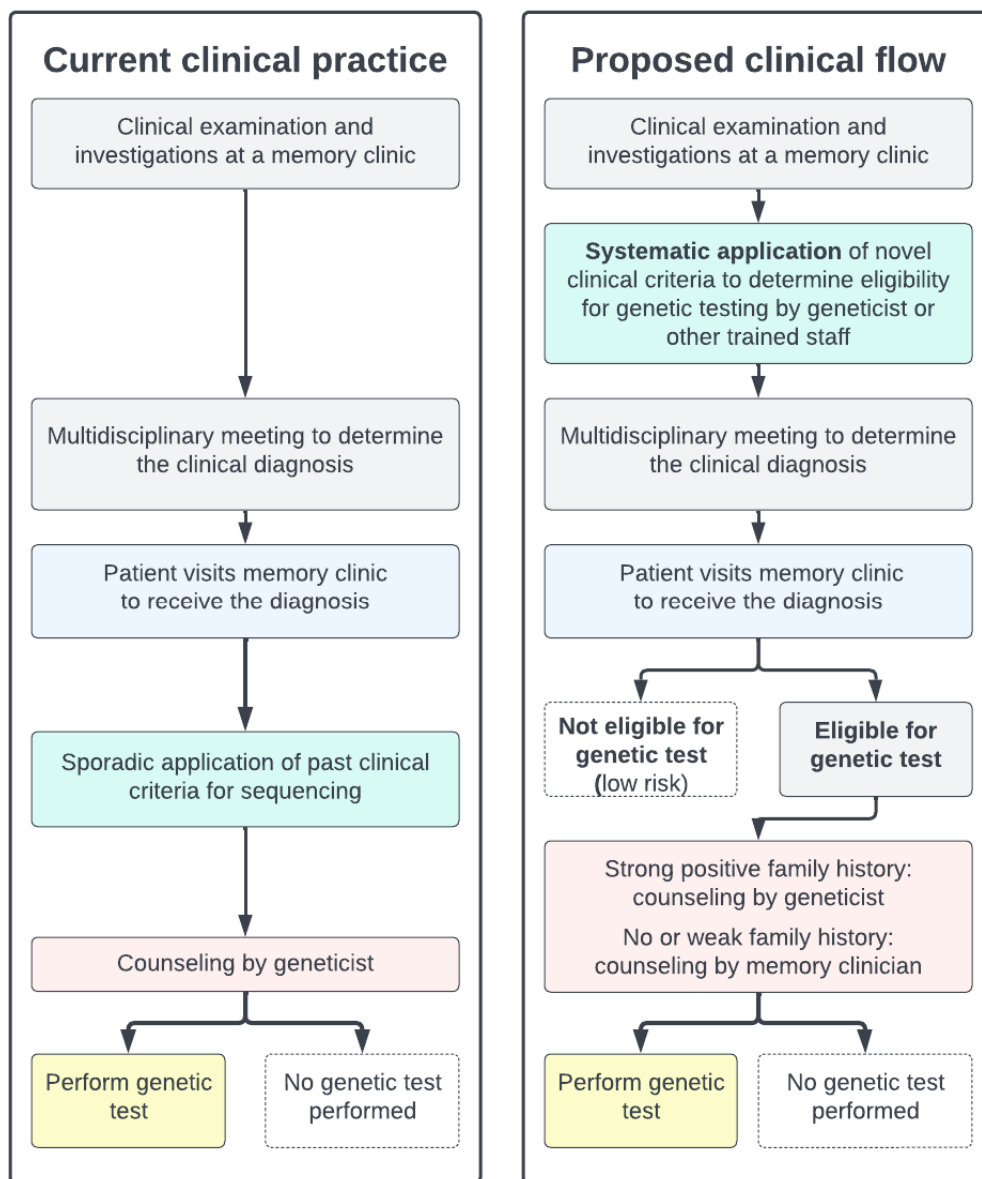 Current clinical practice
Clinical examination and
investigations at a memory clinic
Multidisciplinary meeting to determine
the clinical diagnosis
Patient visits memory clinic
to receive the diagnosis
Sporadic application of past clinical
criteria for sequencing
Counseling by geneticist
Perform genetic
test
No genetic test
performed
Proposed clinical flow
Clinical examination and
investigations at a memory clinic
Systematic application of novel
clinical criteria to determine eligibility
for genetic testing by geneticist or
other trained staff
Multidisciplinary meeting to determine
the clinical diagnosis
Patient visits memory clinic
to receive the diagnosis
Not eligible for
genetic test
(low risk)
Eligible for
genetic test
Strong positive family history:
counseling by geneticist
No or weak family history:
counseling by memory clinician
Perform genetic
test
No genetic test
performed